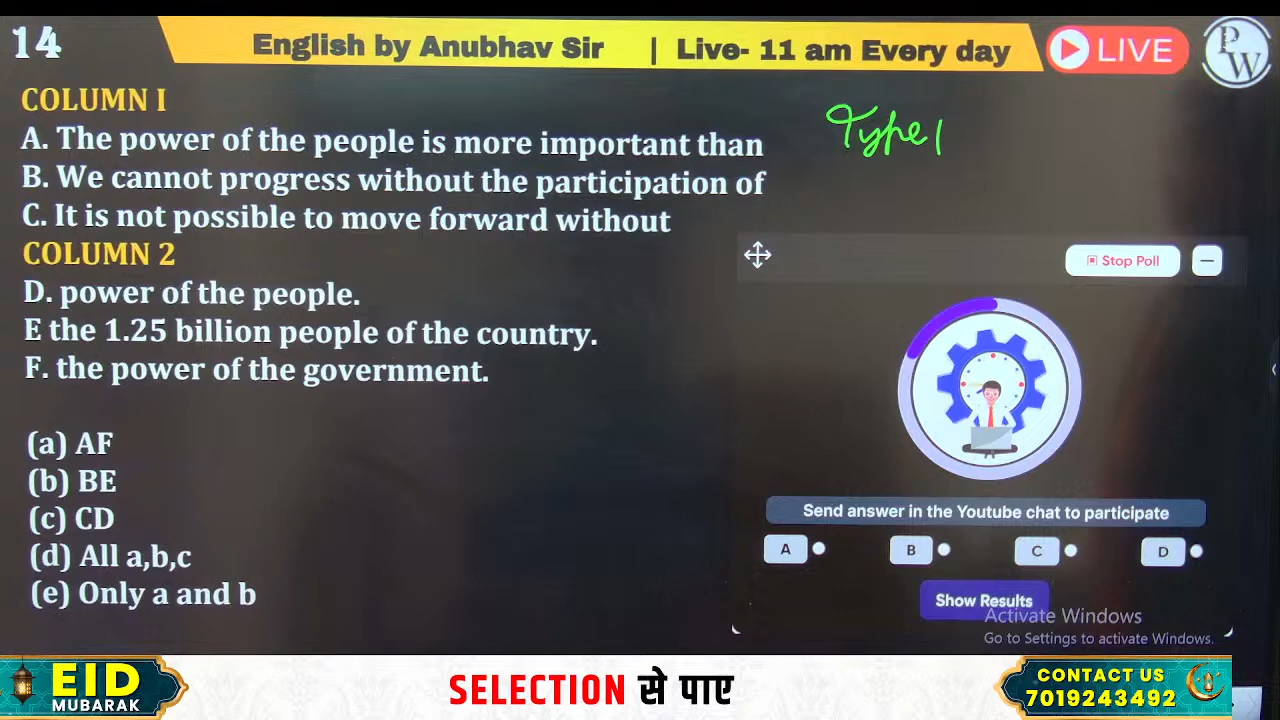 14
English by Anubhav Sir | Live- 11 am Every day
LIVE
PW
COLUMN I
A. The power of the people is more important than
B. We cannot progress without the participation of
C. It is not possible to move forward without
COLUMN 2
D. power of the people.
E the 1.25 billion people of the country.
F. the power of the government.
(a) AF
(b) BE
(c) CD
(d) All a,b,c
(e) Only a and b
Type 1
Stop Poll
Send answer in the Youtube chat to participate
A B C D
Show Results
Activate Windows
Go to Settings to activate Windows.
EID
MUBARAK
SELECTION से पाए
CONTACT US
7019243492